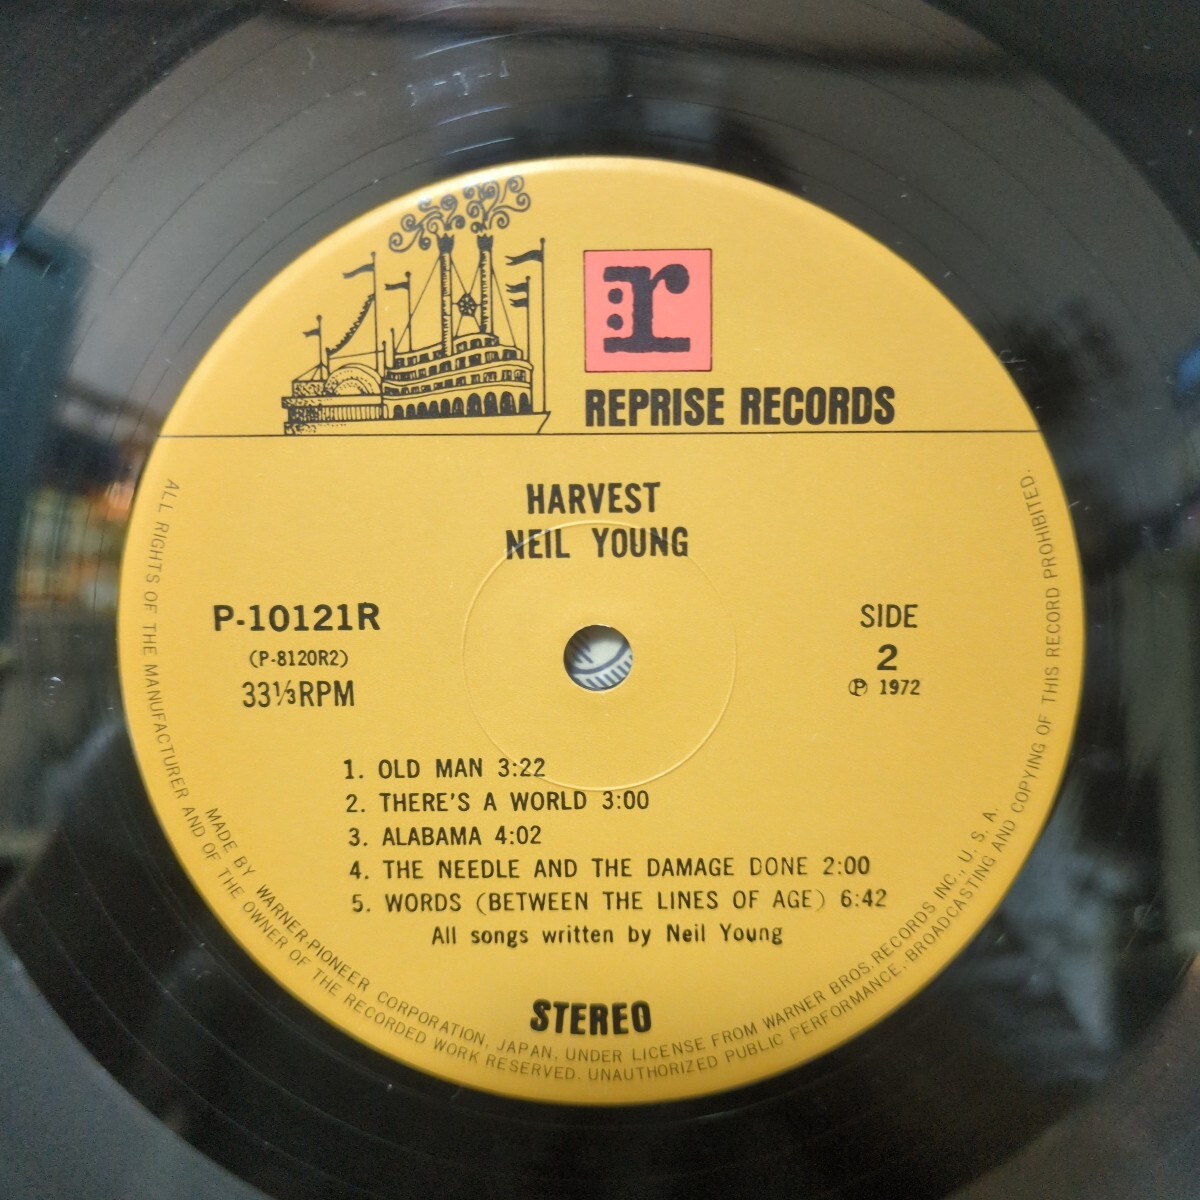 r
REPRISE RECORDS
HARVEST
NEIL YOUNG
P-10121R
(P-8120R2)
33⅓RPM
SIDE
2
℗ 1972
1. OLD MAN 3:22
2. THERE'S A WORLD 3:00
3. ALABAMA 4:02
4. THE NEEDLE AND THE DAMAGE DONE 2:00
5. WORDS (BETWEEN THE LINES OF AGE) 6:42
All songs written by Neil Young
STEREO
MADE BY WARNER-PIONEER CORPORATION, JAPAN, UNDER LICENSE FROM WARNER BROS. RECORDS INC., U. S. A.
ALL RIGHTS OF THE MANUFACTURER AND OF THE OWNER OF THE RECORDED WORK RESERVED. UNAUTHORIZED PUBLIC PERFORMANCE, BROADCASTING AND COPYING OF THIS RECORD PROHIBITED.